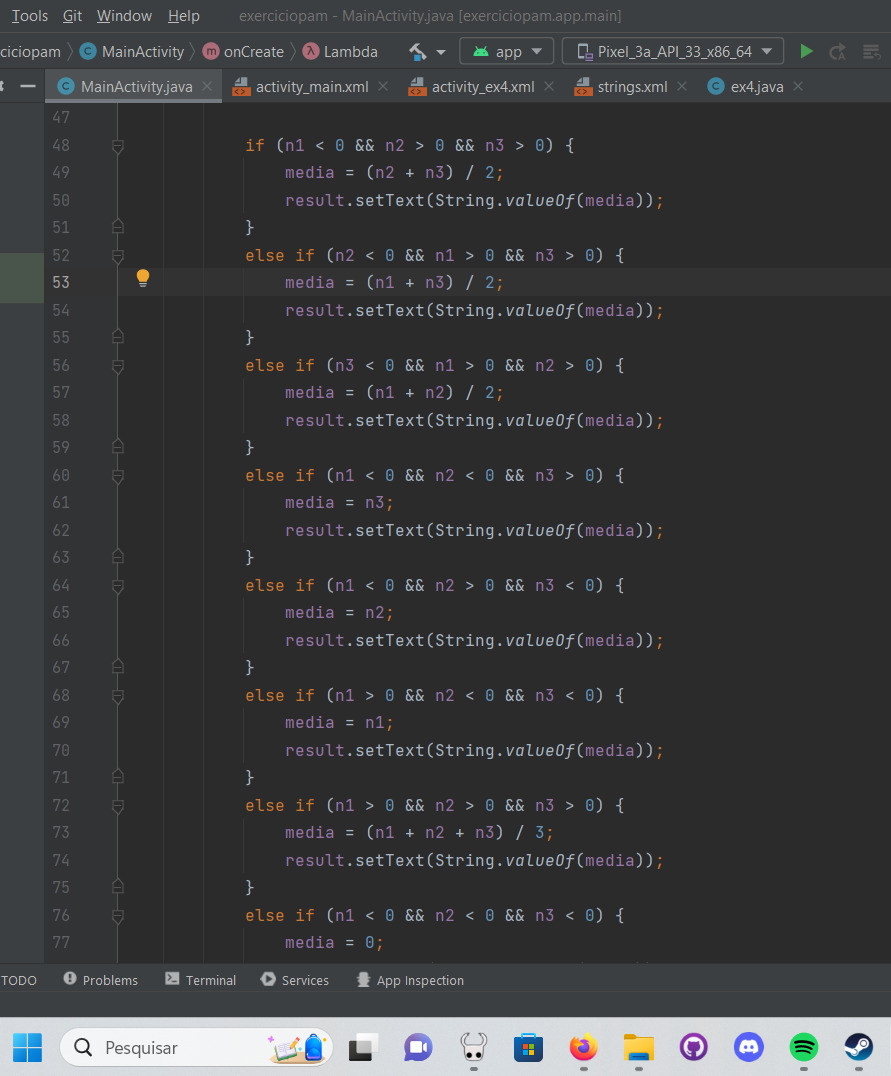 Tools Git Window Help exerciciopam - MainActivity.java [exerciciopam.app.main]
ciciopam MainActivity onCreate Lambda app Pixel_3a_API_33_x86_64
MainActivity.java activity_main.xml activity_ex4.xml strings.xml ex4.java
47
48 if (n1 < 0 && n2 > 0 && n3 > 0) {
49 media = (n2 + n3) / 2;
50 result.setText(String.valueOf(media));
51 }
52 else if (n2 < 0 && n1 > 0 && n3 > 0) {
53 media = (n1 + n3) / 2;
54 result.setText(String.valueOf(media));
55 }
56 else if (n3 < 0 && n1 > 0 && n2 > 0) {
57 media = (n1 + n2) / 2;
58 result.setText(String.valueOf(media));
59 }
60 else if (n1 < 0 && n2 < 0 && n3 > 0) {
61 media = n3;
62 result.setText(String.valueOf(media));
63 }
64 else if (n1 < 0 && n2 > 0 && n3 < 0) {
65 media = n2;
66 result.setText(String.valueOf(media));
67 }
68 else if (n1 > 0 && n2 < 0 && n3 < 0) {
69 media = n1;
70 result.setText(String.valueOf(media));
71 }
72 else if (n1 > 0 && n2 > 0 && n3 > 0) {
73 media = (n1 + n2 + n3) / 3;
74 result.setText(String.valueOf(media));
75 }
76 else if (n1 < 0 && n2 < 0 && n3 < 0) {
77 media = 0;
TODO Problems Terminal Services App Inspection
Pesquisar